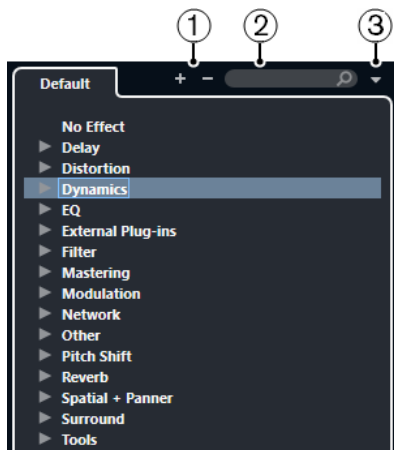 1 2 3
Default + −
No Effect
Delay
Distortion
Dynamics
EQ
External Plug-ins
Filter
Mastering
Modulation
Network
Other
Pitch Shift
Reverb
Spatial + Panner
Surround
Tools